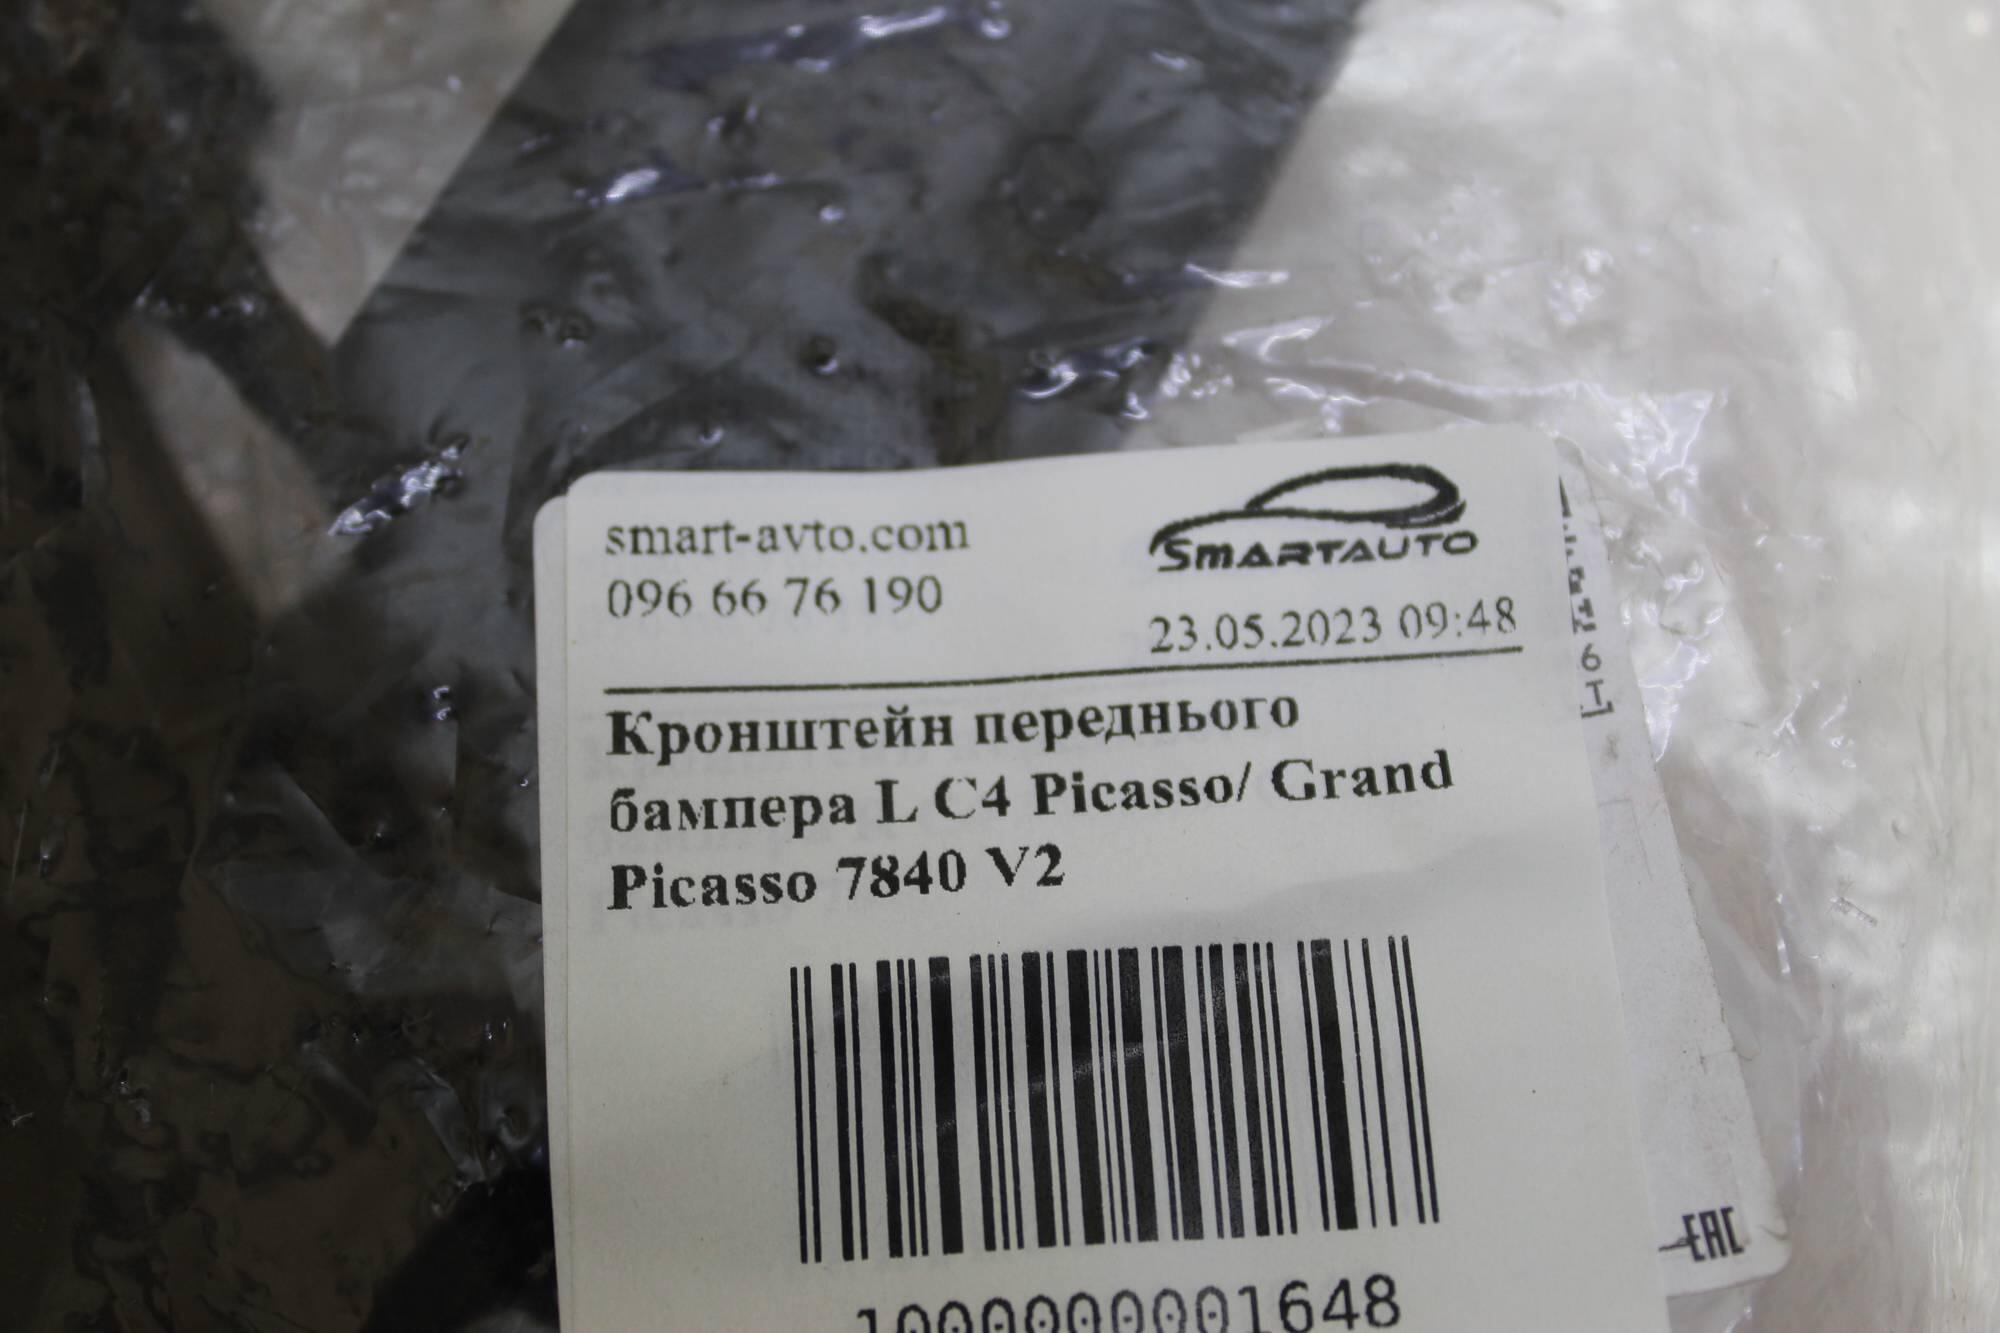 smart-avto.com
096 66 76 190
SMARTAUTO
23.05.2023 09:48
Кронштейн переднього
бампера L C4 Picasso/ Grand
Picasso 7840 V2
1000000001648
EAC